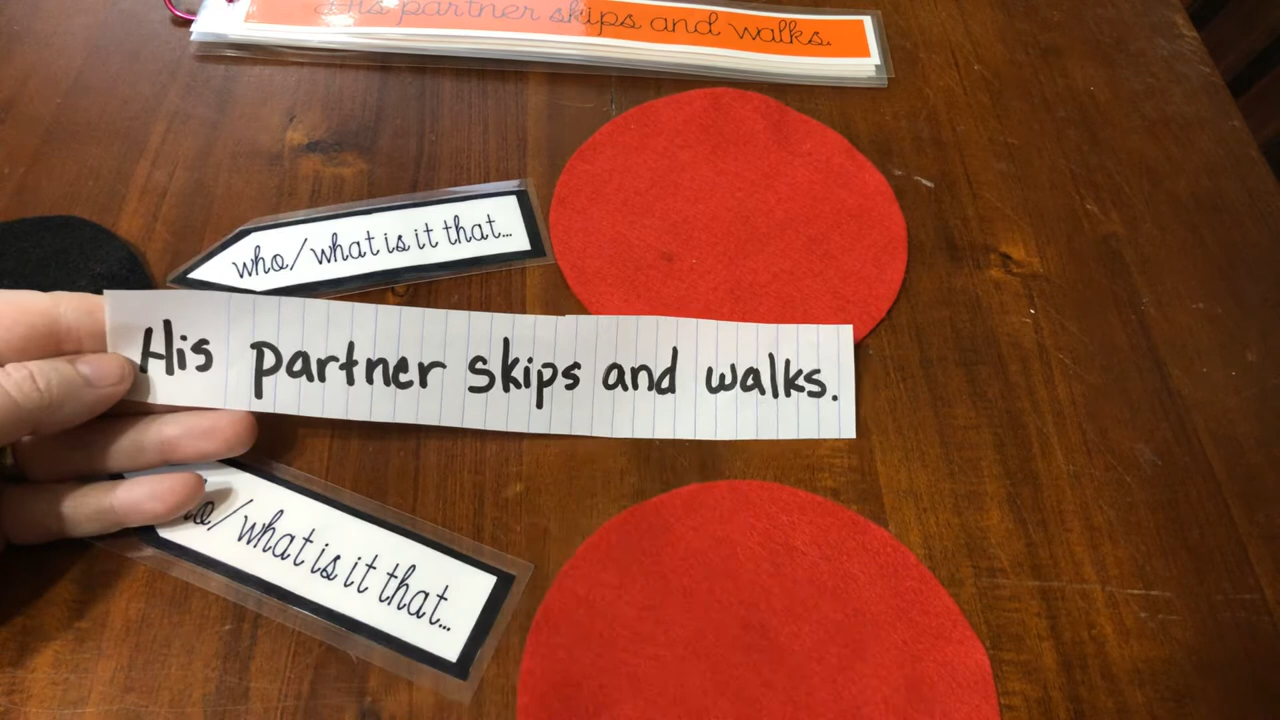 His partner skips and walks.
who/what is it that...
His partner skips and walks.
what is it that...